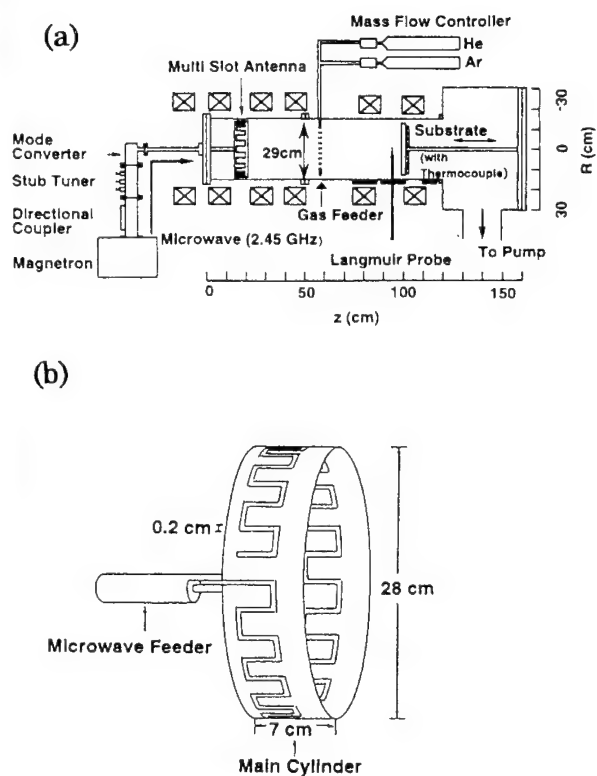 (a)
Mass Flow Controller
He
Ar
Multi Slot Antenna
Mode
Converter
Stub Tuner
Directional
Coupler
Magnetron
Microwave (2.45 GHz)
29cm
Gas Feeder
Substrate
(with
Thermocouple)
Langmuir Probe
To Pump
-30
0
30
R (cm)
0
50
100
150
z (cm)
(b)
0.2 cm
28 cm
Microwave Feeder
7 cm
Main Cylinder